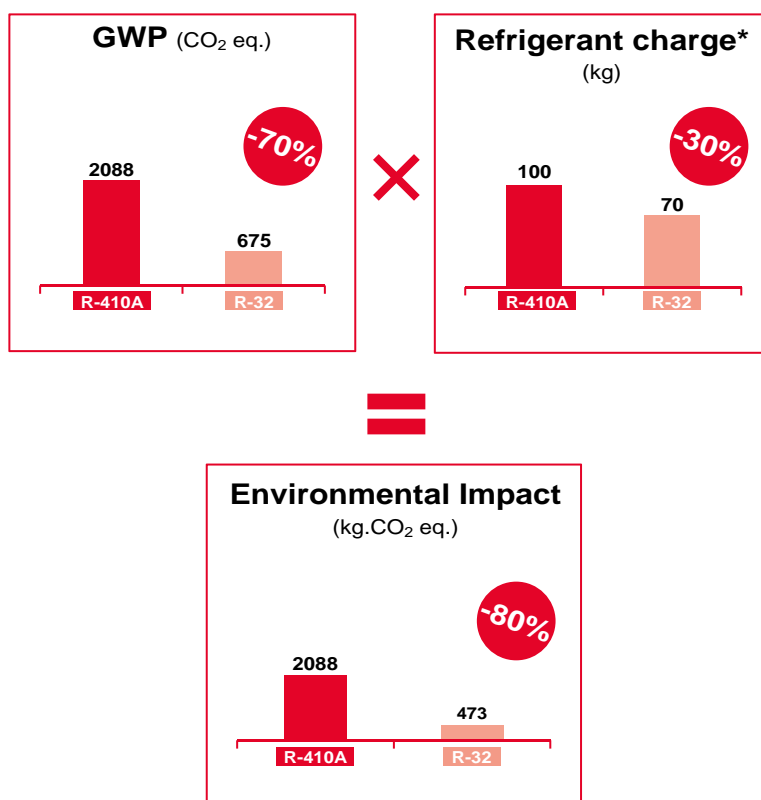 GWP (CO₂ eq.)
-70%
2088
675
R-410A R-32
×
Refrigerant charge*
(kg)
-30%
100
70
R-410A R-32
=
Environmental Impact
(kg.CO₂ eq.)
-80%
2088
473
R-410A R-32